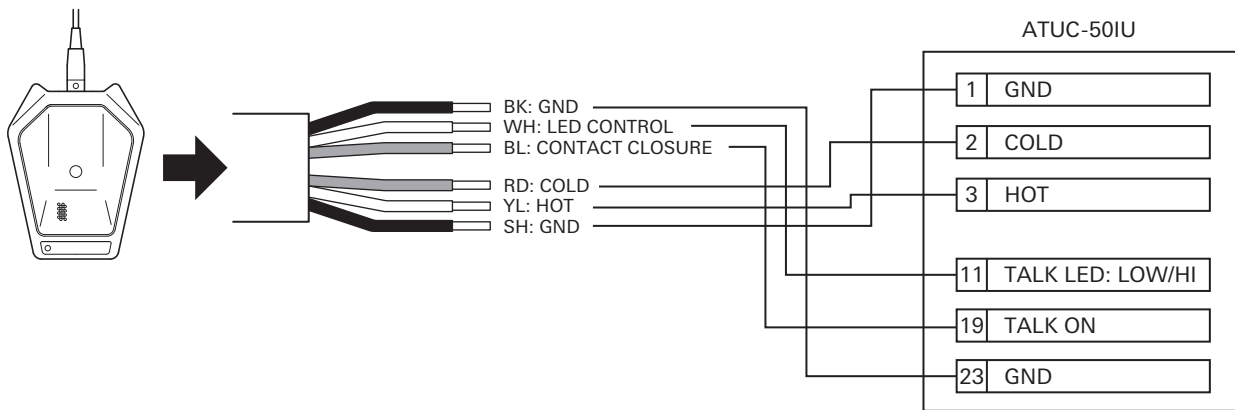 ATUC-50IU
BK: GND
WH: LED CONTROL
BL: CONTACT CLOSURE
RD: COLD
YL: HOT
SH: GND
1 GND
2 COLD
3 HOT
11 TALK LED: LOW/HI
19 TALK ON
23 GND